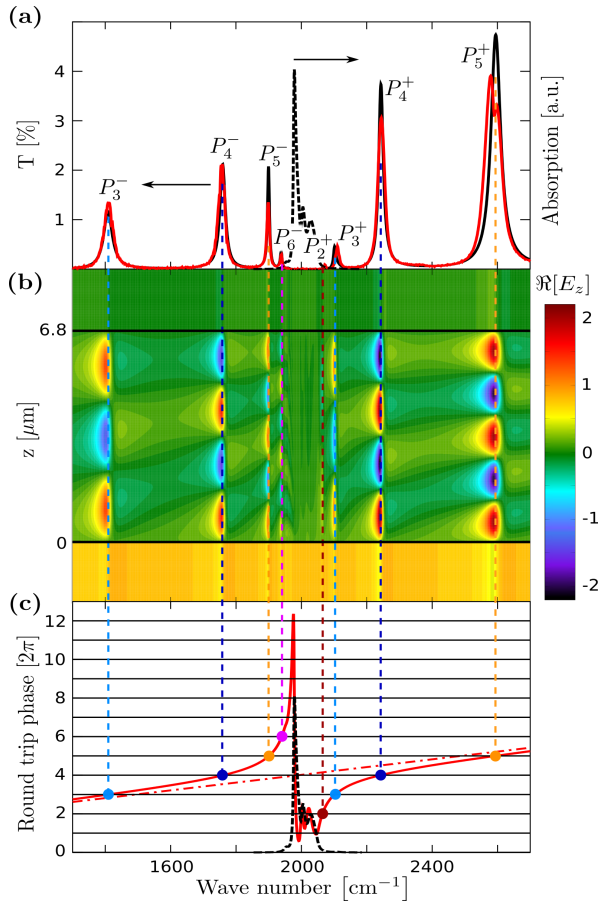 (a)
T [%]
4
3
2
1
P₃⁻
P₄⁻
P₅⁻
P₆⁻
P₂⁺
P₃⁺
P₄⁺
P₅⁺
Absorption [a.u.]
(b)
ℜ[E_z]
6.8
z [μm]
0
2
1
0
-1
-2
(c)
Round trip phase [2π]
12
10
8
6
4
2
0
1600
2000
2400
Wave number [cm⁻¹]